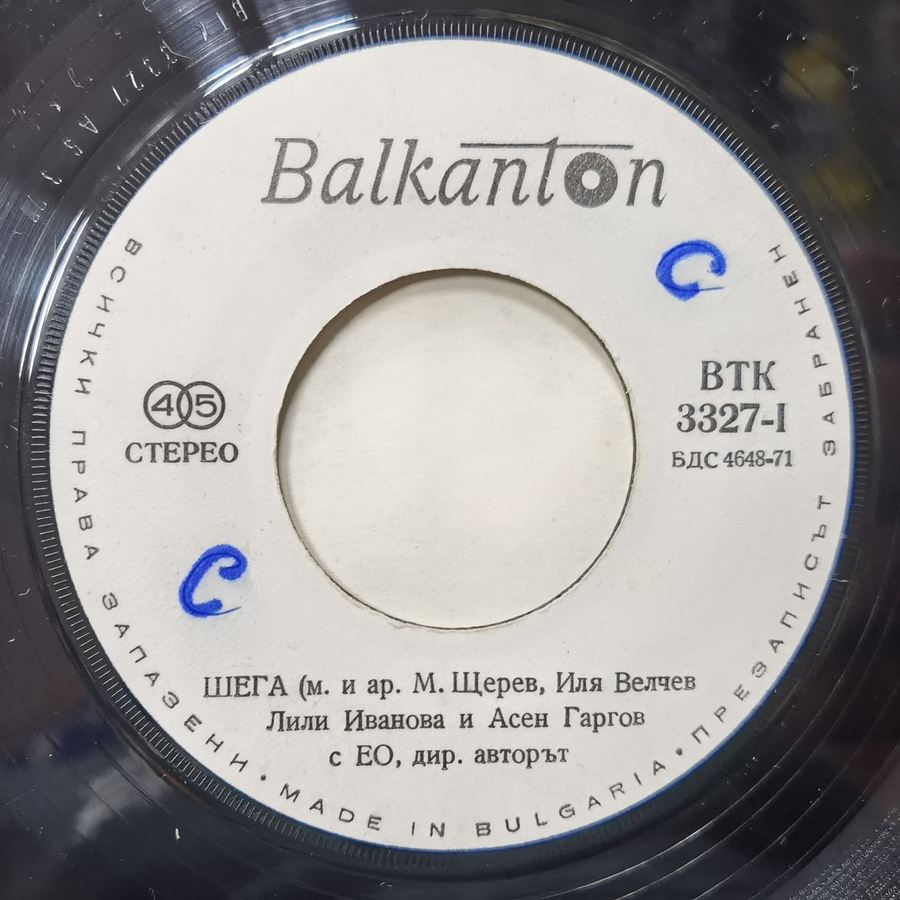 Balkanton
ВТК
3327-I
БДС 4648-71
45
СТЕРЕО
ШЕГА (м. и ар. М. Щерев, Иля Велчев
Лили Иванова и Асен Гаргов
с ЕО, дир. авторът
ВСИЧКИ ПРАВА ЗАПАЗЕНИ • MADE IN BULGARIA • ПРЕЗАПИСЪТ ЗАБРАНЕН
C
C